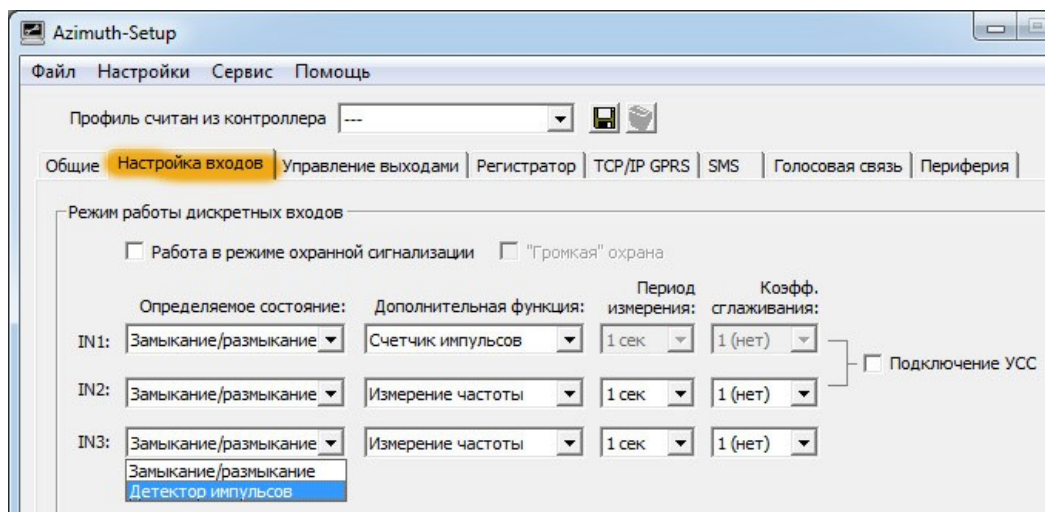 Azimuth-Setup
Файл Настройки Сервис Помощь
Профиль считан из контроллера ---
Общие Настройка входов Управление выходами Регистратор TCP/IP GPRS SMS Голосовая связь Периферия
Режим работы дискретных входов
Работа в режиме охранной сигнализации "Громкая" охрана
Определяемое состояние: Дополнительная функция: Период измерения: Коэфф. сглаживания:
IN1: Замыкание/размыкание Счетчик импульсов 1 сек 1 (нет)
Подключение УСС
IN2: Замыкание/размыкание Измерение частоты 1 сек 1 (нет)
IN3: Замыкание/размыкание Измерение частоты 1 сек 1 (нет)
Замыкание/размыкание
Детектор импульсов